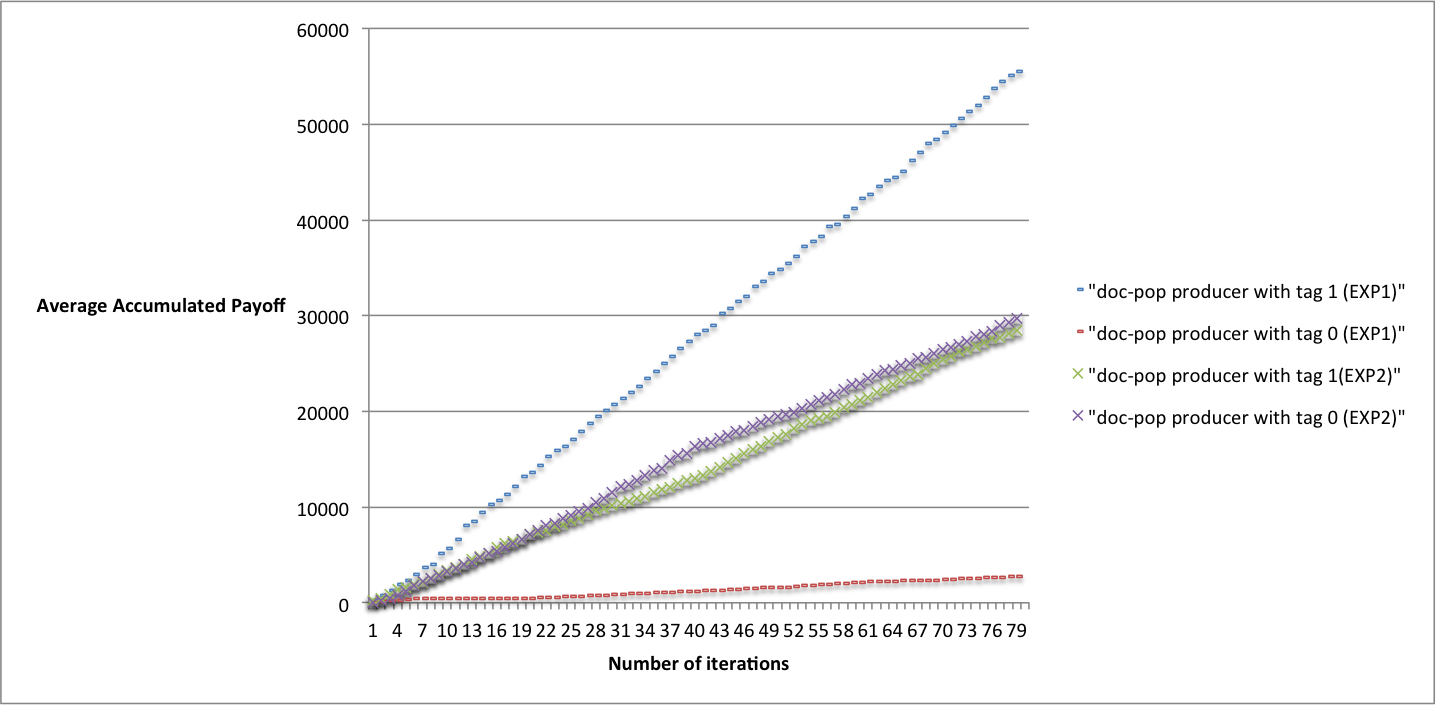 60000
50000
40000
30000
20000
10000
0
Average Accumulated Payoff
1 4 7 10 13 16 19 22 25 28 31 34 37 40 43 46 49 52 55 58 61 64 67 70 73 76 79
Number of iterations
"doc-pop producer with tag 1 (EXP1)"
"doc-pop producer with tag 0 (EXP1)"
"doc-pop producer with tag 1(EXP2)"
"doc-pop producer with tag 0 (EXP2)"